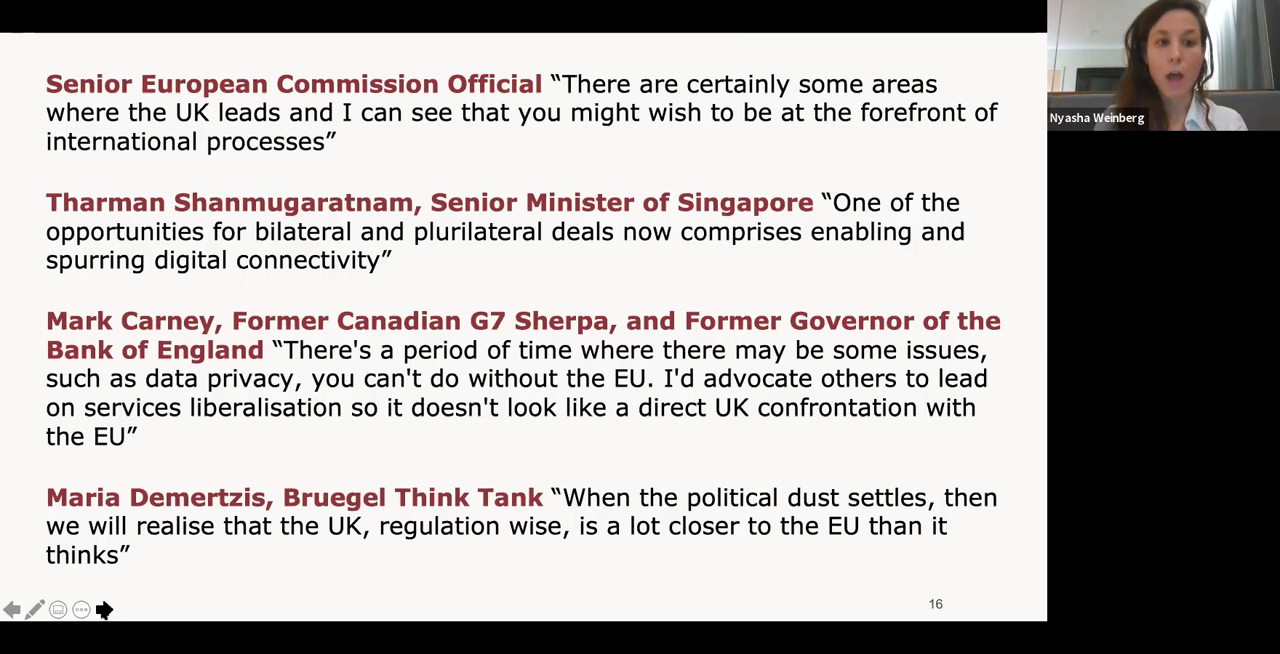 Senior European Commission Official “There are certainly some areas
where the UK leads and I can see that you might wish to be at the forefront of
international processes”
Tharman Shanmugaratnam, Senior Minister of Singapore “One of the
opportunities for bilateral and plurilateral deals now comprises enabling and
spurring digital connectivity”
Mark Carney, Former Canadian G7 Sherpa, and Former Governor of the
Bank of England “There's a period of time where there may be some issues,
such as data privacy, you can't do without the EU. I'd advocate others to lead
on services liberalisation so it doesn't look like a direct UK confrontation with
the EU”
Maria Demertzis, Bruegel Think Tank “When the political dust settles, then
we will realise that the UK, regulation wise, is a lot closer to the EU than it
thinks”
16
Nyasha Weinberg